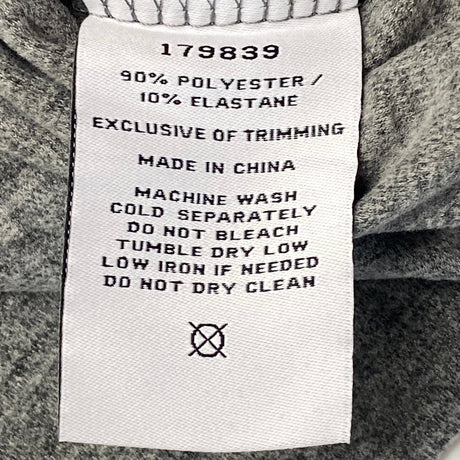 179839
90% POLYESTER /
10% ELASTANE
EXCLUSIVE OF TRIMMING
MADE IN CHINA
MACHINE WASH
COLD SEPARATELY
DO NOT BLEACH
TUMBLE DRY LOW
LOW IRON IF NEEDED
DO NOT DRY CLEAN